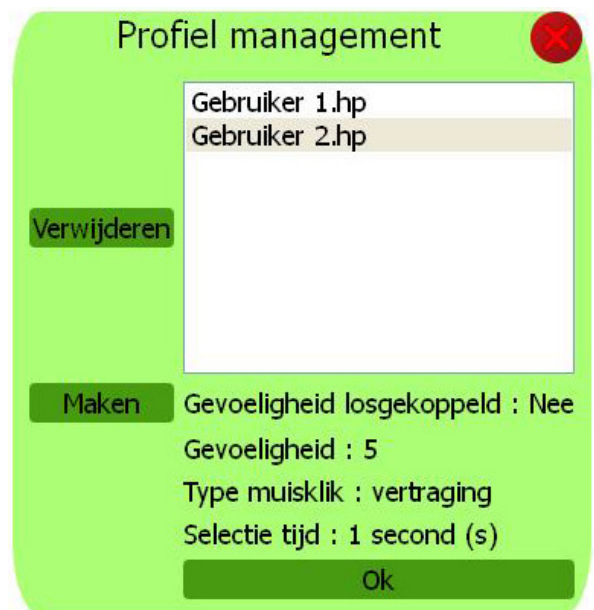 Profiel management
Gebruiker 1.hp
Gebruiker 2.hp
Verwijderen
Maken
Gevoeligheid losgekoppeld : Nee
Gevoeligheid : 5
Type muisklik : vertraging
Selectie tijd : 1 second (s)
Ok